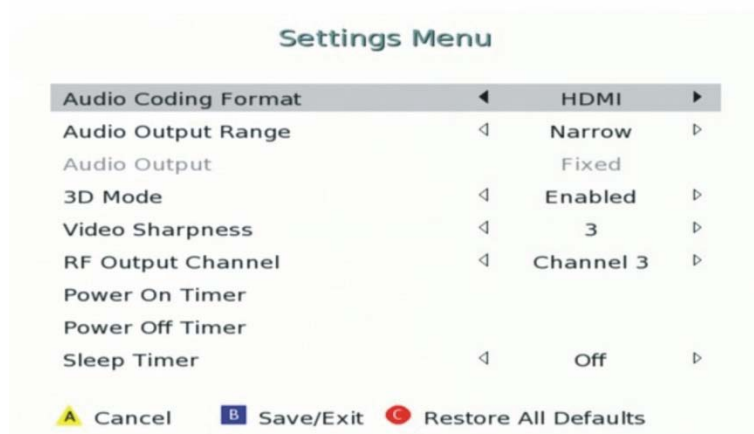 Settings Menu
Audio Coding Format HDMI
Audio Output Range Narrow
Audio Output Fixed
3D Mode Enabled
Video Sharpness 3
RF Output Channel Channel 3
Power On Timer
Power Off Timer
Sleep Timer Off
A Cancel B Save/Exit C Restore All Defaults